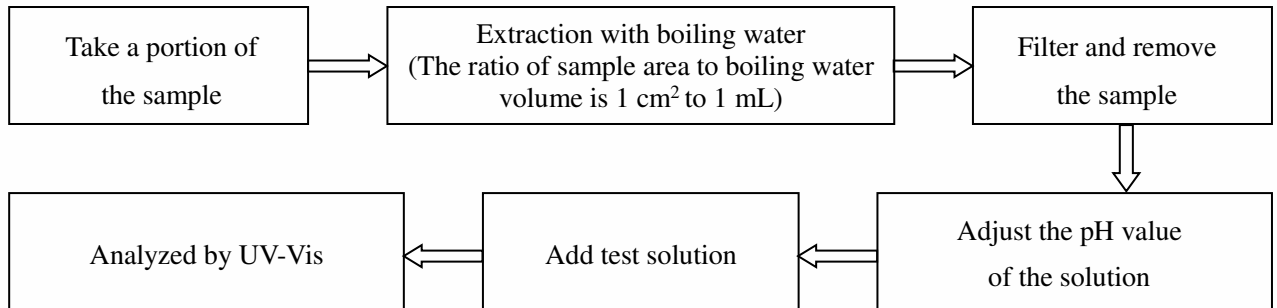 Take a portion of
the sample
Extraction with boiling water
(The ratio of sample area to boiling water
volume is 1 cm² to 1 mL)
Filter and remove
the sample
Adjust the pH value
of the solution
Add test solution
Analyzed by UV-Vis